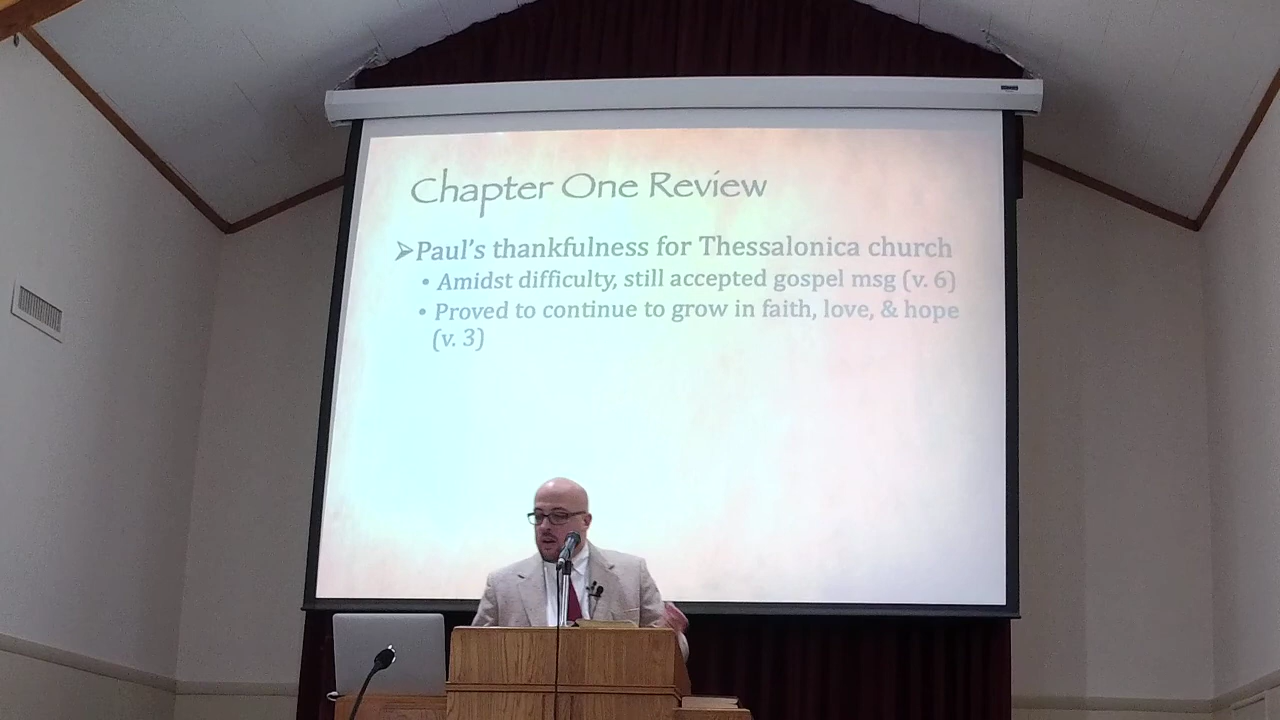 Chapter One Review
➢Paul's thankfulness for Thessalonica church
• Amidst difficulty, still accepted gospel msg (v. 6)
• Proved to continue to grow in faith, love, & hope
(v. 3)